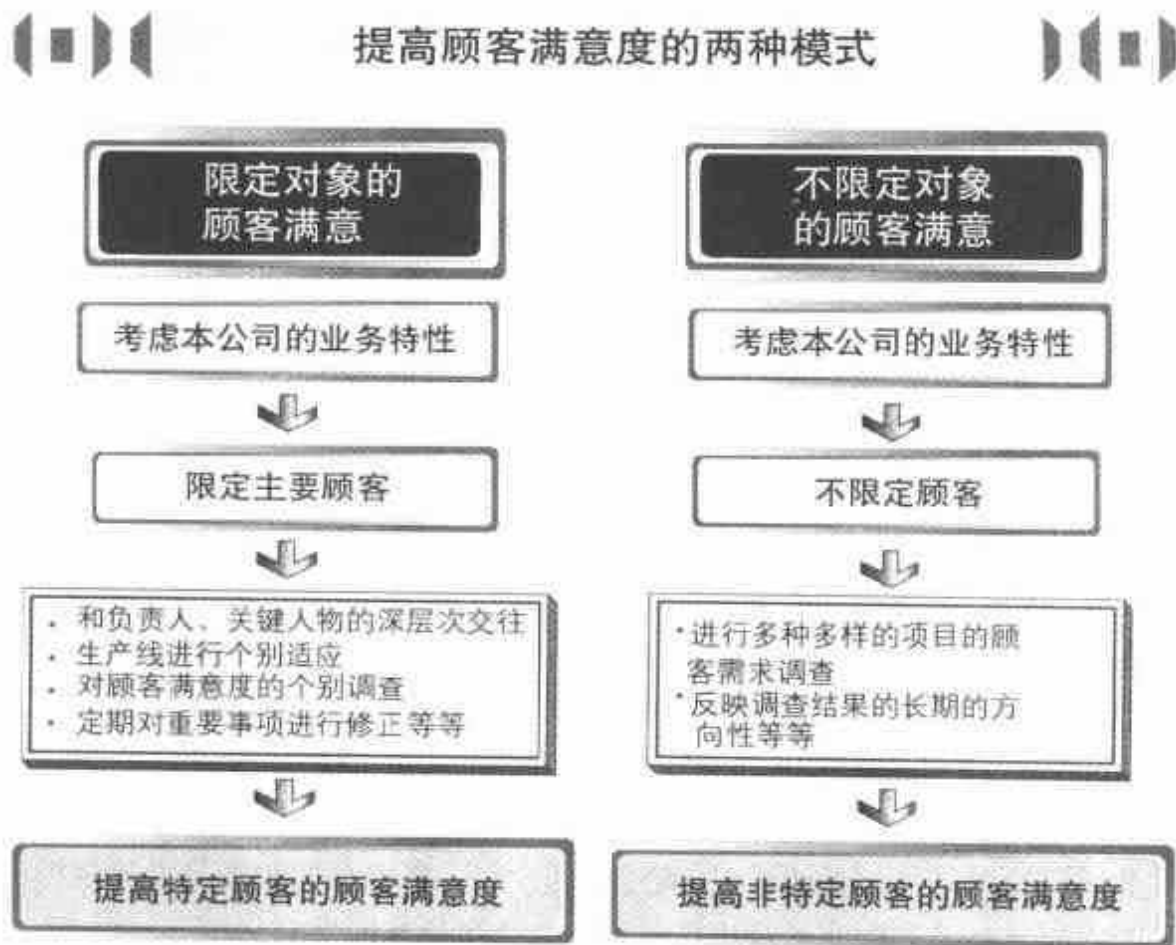 提高顾客满意度的两种模式
限定对象的
顾客满意
考虑本公司的业务特性
限定主要顾客
· 和负责人、关键人物的深层次交往
· 生产线进行个别适应
· 对顾客满意度的个别调查
· 定期对重要事项进行修正等等
提高特定顾客的顾客满意度
不限定对象
的顾客满意
考虑本公司的业务特性
不限定顾客
·进行多种多样的项目的顾
客需求调查
·反映调查结果的长期的方
向性等等
提高非特定顾客的顾客满意度